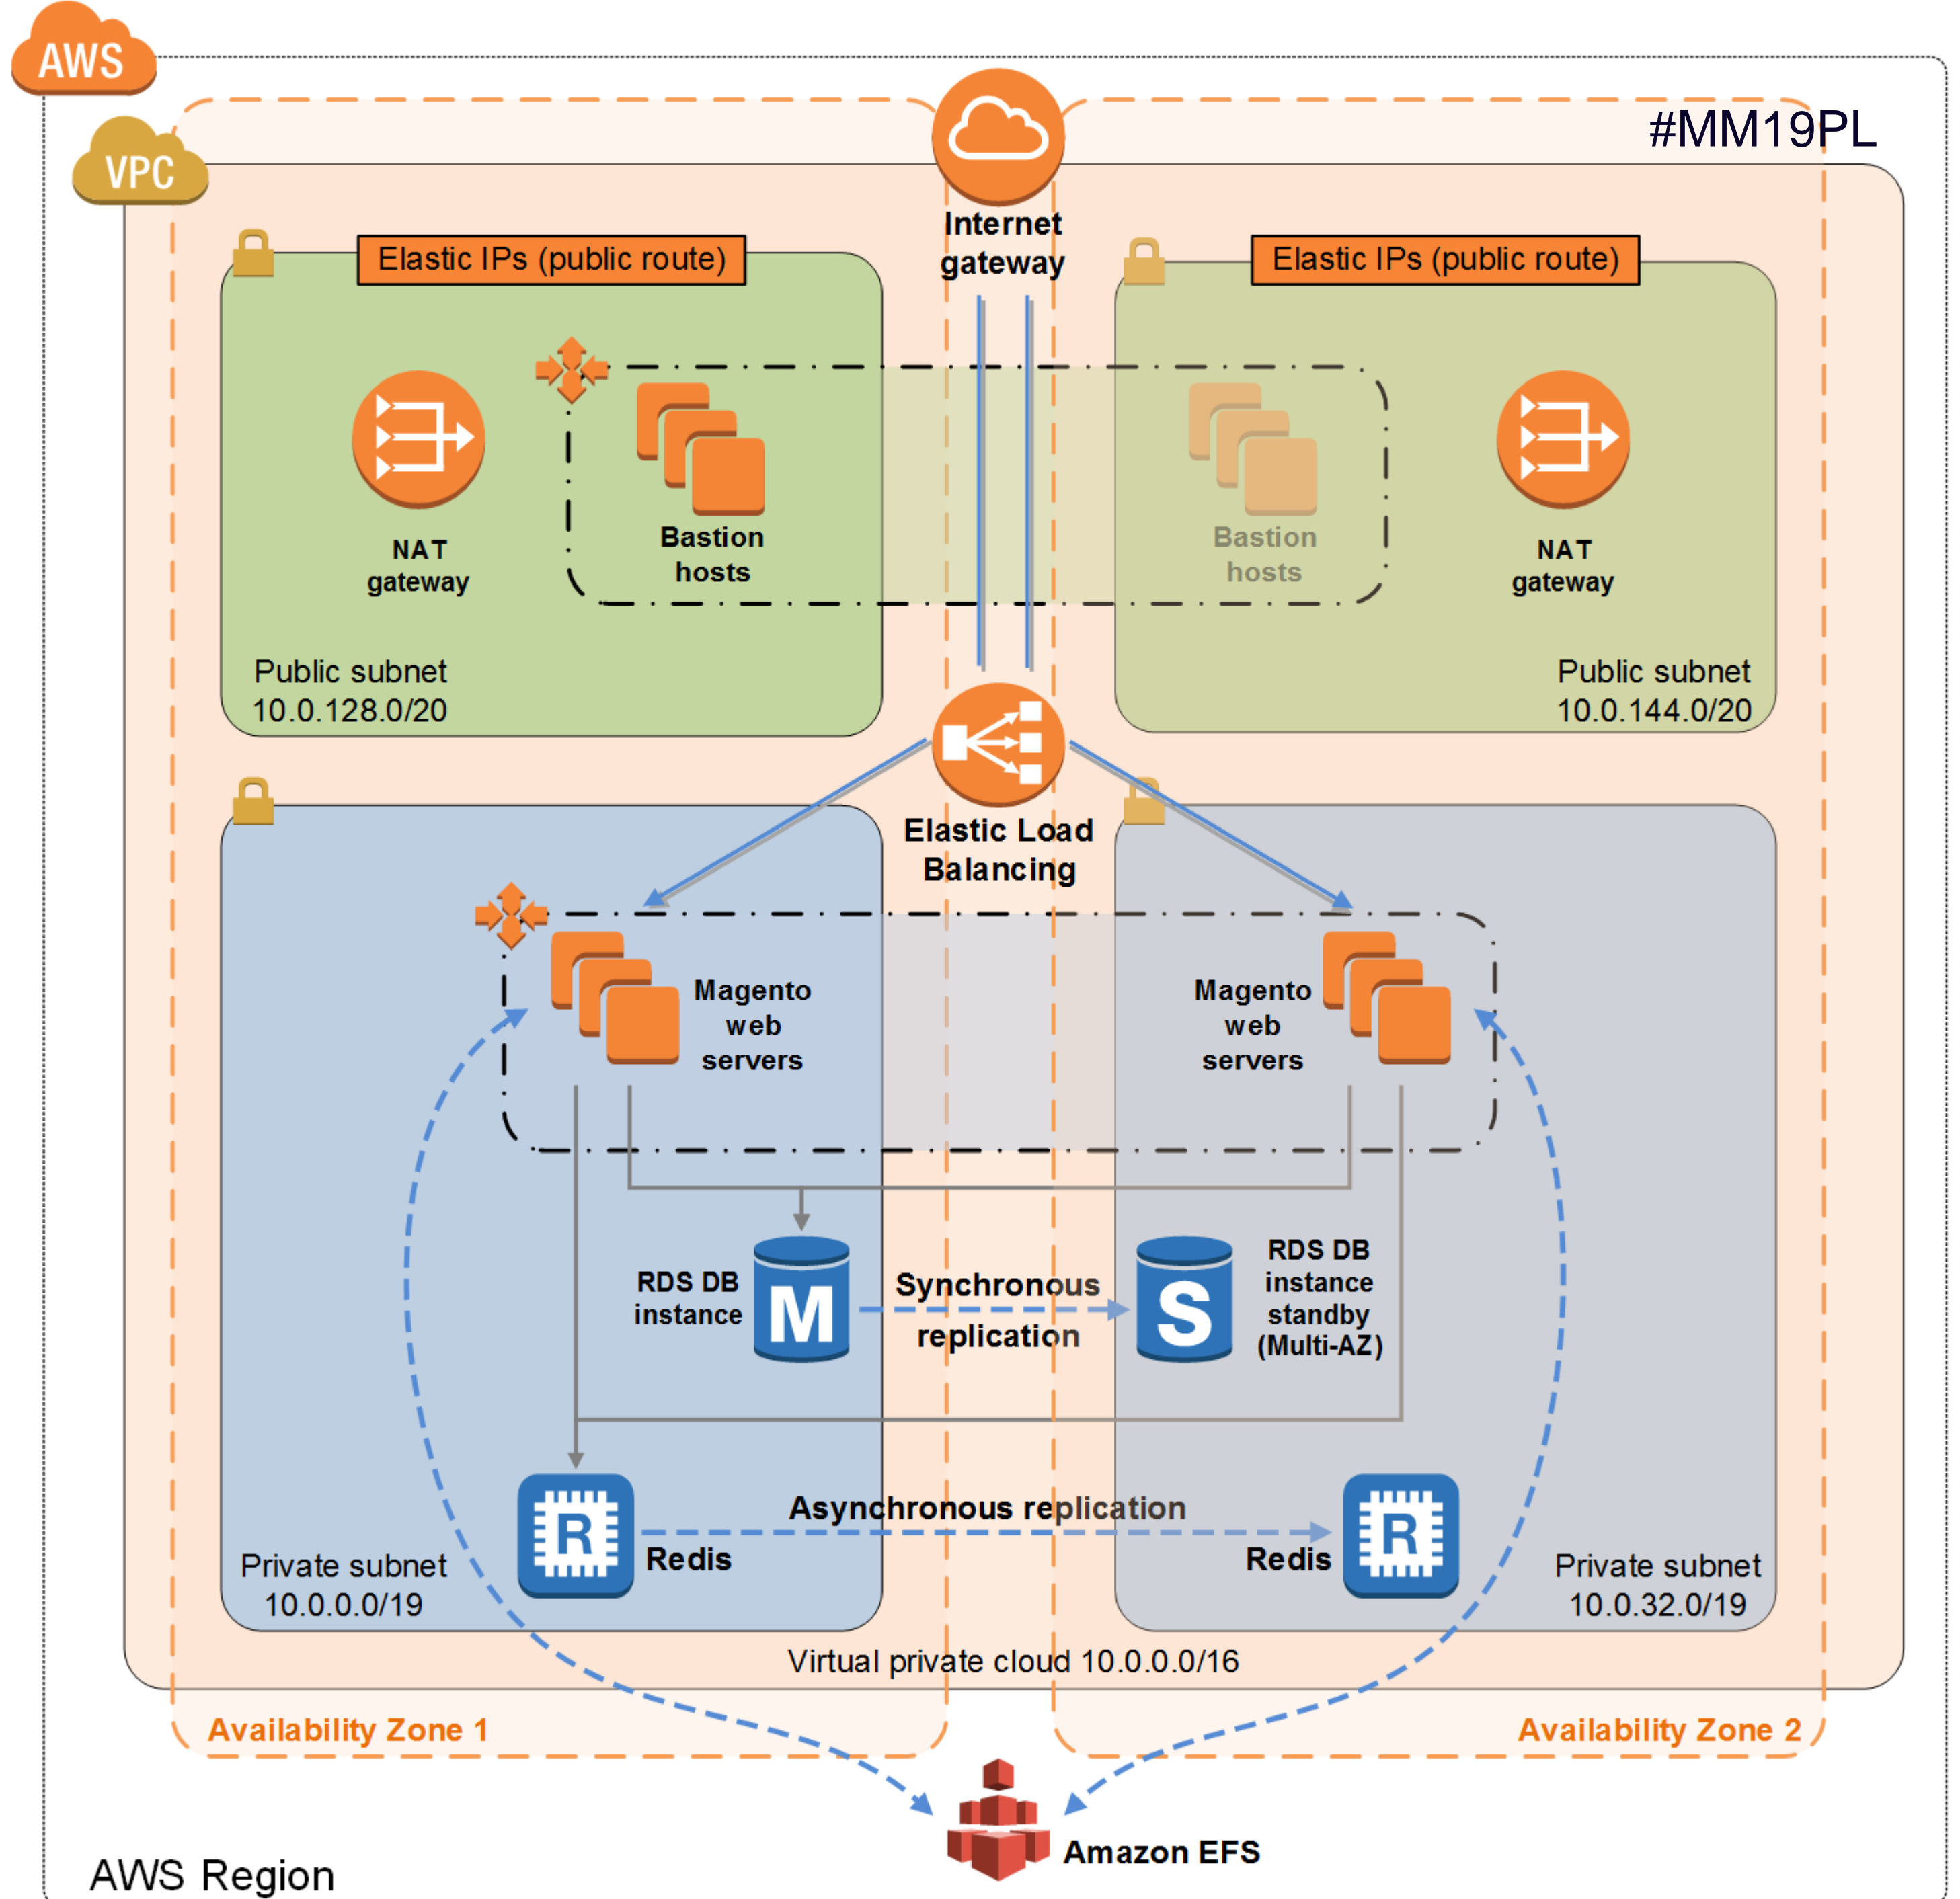 AWS
#MM19PL
VPC
Internet
gateway
Elastic IPs (public route)
Elastic IPs (public route)
NAT
gateway
Bastion
hosts
Bastion
hosts
NAT
gateway
Public subnet
10.0.128.0/20
Public subnet
10.0.144.0/20
Elastic Load
Balancing
Magento
web
servers
Magento
web
servers
RDS DB
instance
M
Synchronous
replication
S
RDS DB
instance
standby
(Multi-AZ)
Asynchronous replication
R
Redis
Redis
R
Private subnet
10.0.0.0/19
Private subnet
10.0.32.0/19
Virtual private cloud 10.0.0.0/16
Availability Zone 1
Availability Zone 2
Amazon EFS
AWS Region